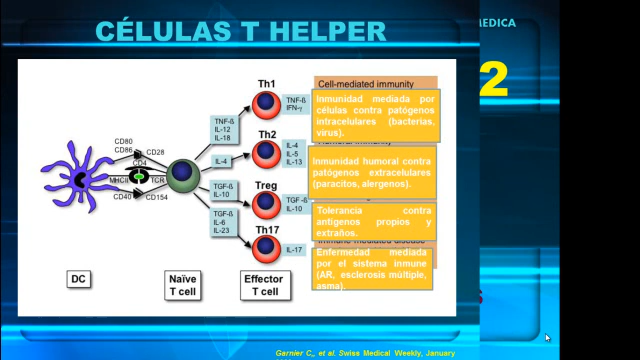 CÉLULAS T HELPER
MEDICA
2
Th1
Cell-mediated immunity
CD80
CD86
CD28
CD4
MHCII
TCR
CD40
CD154
TNF-ß
IL-12
IL-18
IL-4
TGF-ß
IL-10
TGF-ß
IL-6
IL-23
TNF-ß
IFN-γ
Inmunidad mediada por
células contra patógenos
intracelulares (bacterias,
virus).
Th2
IL-4
IL-5
IL-13
Inmunidad humoral contra
patógenos extracelulares
(paracitos, alergenos).
Treg
TGF-ß
IL-10
Tolerancia contra
antigenos propios y
extraños.
Th17
IL-17
Enfermedad mediada
por el sistema inmune
(AR, esclerosis múltiple,
asma).
DC
Naïve
T cell
Effector
T cell
Garnier C,, et al. Swiss Medical Weekly, January